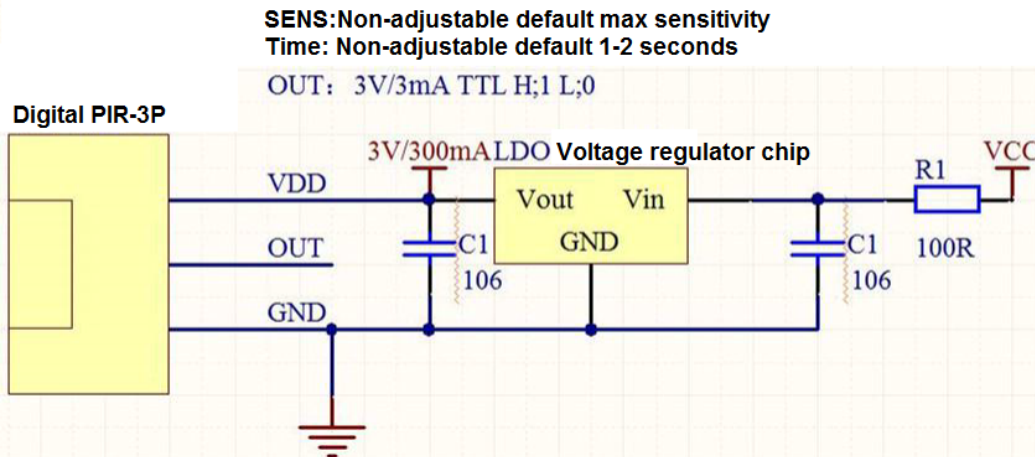 SENS:Non-adjustable default max sensitivity
Time: Non-adjustable default 1-2 seconds
OUT: 3V/3mA TTL H;1 L;0
Digital PIR-3P
3V/300mA LDO Voltage regulator chip
VCC
VDD
Vout
Vin
R1
OUT
C1
GND
C1
100R
106
106
GND